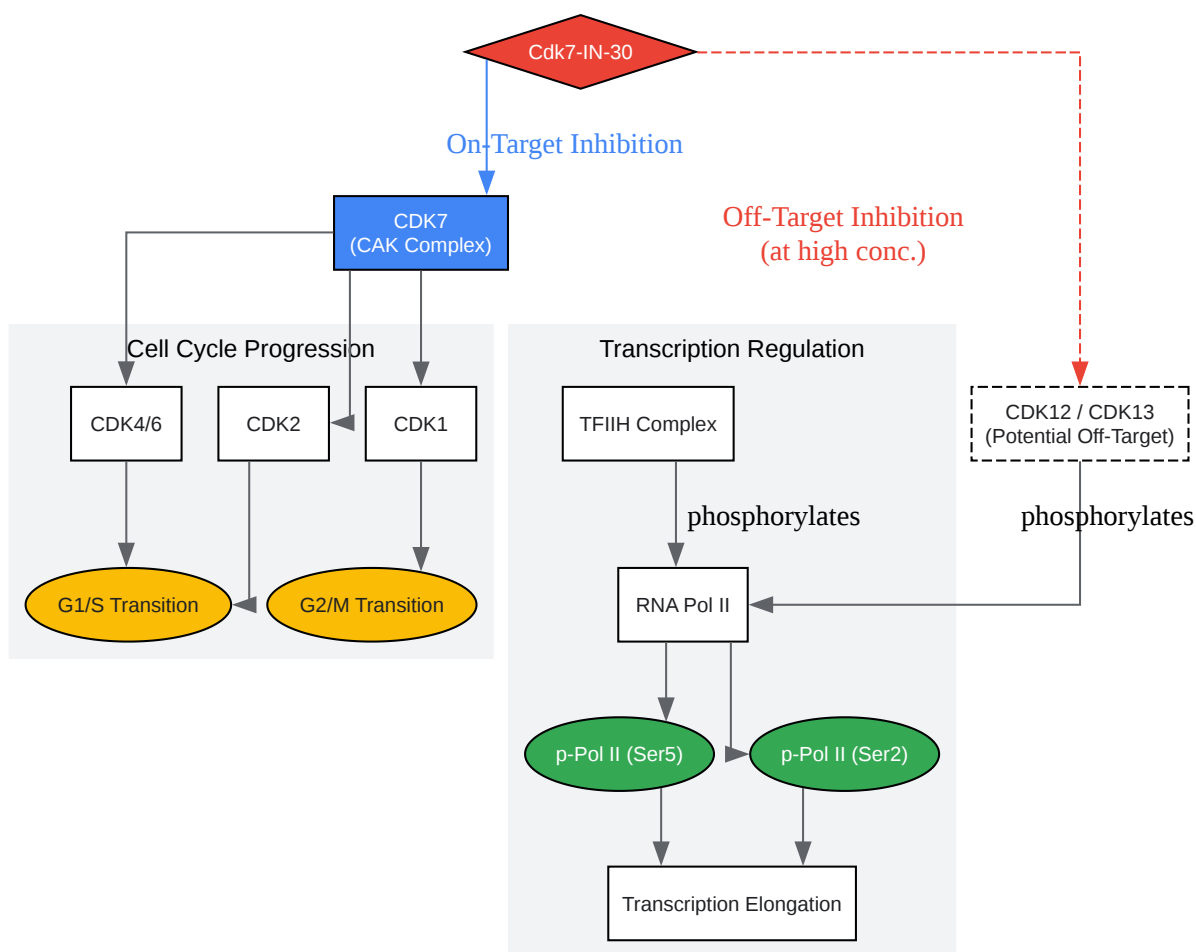 Cdk7-IN-30
On-Target Inhibition
Off-Target Inhibition
(at high conc.)
CDK7
(CAK Complex)
Cell Cycle Progression
Transcription Regulation
CDK4/6
CDK2
CDK1
TFIIH Complex
CDK12 / CDK13
(Potential Off-Target)
phosphorylates
phosphorylates
G1/S Transition
G2/M Transition
RNA Pol II
p-Pol II (Ser5)
p-Pol II (Ser2)
Transcription Elongation